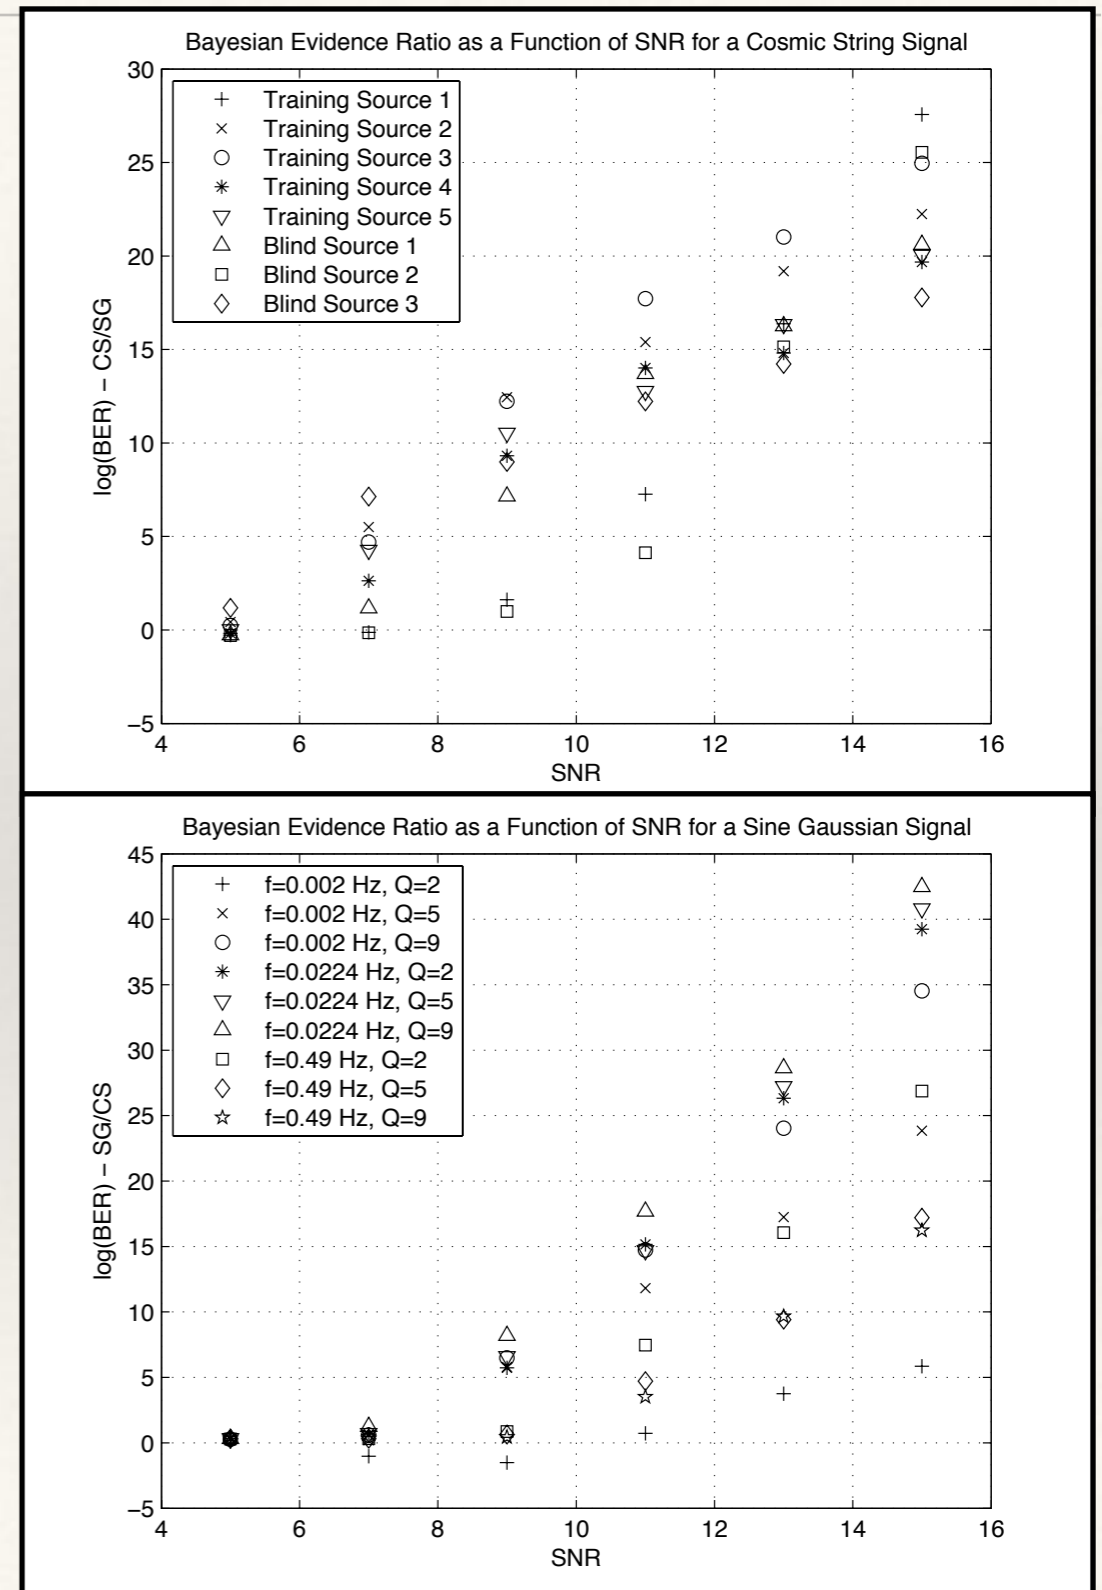 Bayesian Evidence Ratio as a Function of SNR for a Cosmic String Signal
30
25
20
15
10
5
0
−5
log(BER) − CS/SG
Training Source 1
Training Source 2
Training Source 3
Training Source 4
Training Source 5
Blind Source 1
Blind Source 2
Blind Source 3
4 6 8 10 12 14 16
SNR
Bayesian Evidence Ratio as a Function of SNR for a Sine Gaussian Signal
45
40
35
30
25
20
15
10
5
0
−5
log(BER) − SG/CS
f=0.002 Hz, Q=2
f=0.002 Hz, Q=5
f=0.002 Hz, Q=9
f=0.0224 Hz, Q=2
f=0.0224 Hz, Q=5
f=0.0224 Hz, Q=9
f=0.49 Hz, Q=2
f=0.49 Hz, Q=5
f=0.49 Hz, Q=9
4 6 8 10 12 14 16
SNR